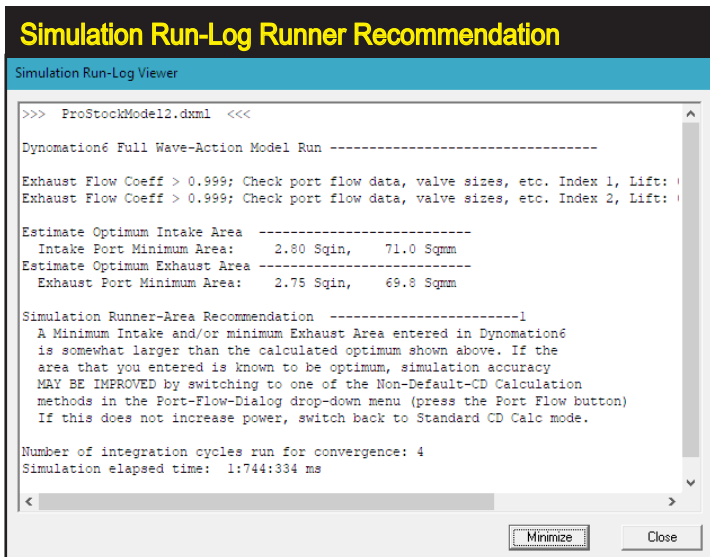 Simulation Run-Log Runner Recommendation
Simulation Run-Log Viewer
>>>  ProStockModel2.dxml  <<<
Dynomation6 Full Wave-Action Model Run ----------------------------------
Exhaust Flow Coeff > 0.999; Check port flow data, valve sizes, etc. Index 1, Lift:
Exhaust Flow Coeff > 0.999; Check port flow data, valve sizes, etc. Index 2, Lift:
Estimate Optimum Intake Area  ---------------------------
Intake Port Minimum Area:     2.80 Sqin,    71.0 Sqmm
Estimate Optimum Exhaust Area ---------------------------
Exhaust Port Minimum Area:    2.75 Sqin,    69.8 Sqmm
Simulation Runner-Area Recommendation ------------------------1
A Minimum Intake and/or minimum Exhaust Area entered in Dynomation6
is somewhat larger than the calculated optimum shown above. If the
area that you entered is known to be optimum, simulation accuracy
MAY BE IMPROVED by switching to one of the Non-Default-CD Calculation
methods in the Port-Flow-Dialog drop-down menu (press the Port Flow button)
If this does not increase power, switch back to Standard CD Calc mode.
Number of integration cycles run for convergence: 4
Simulation elapsed time:  1:744:334 ms
Minimize Close